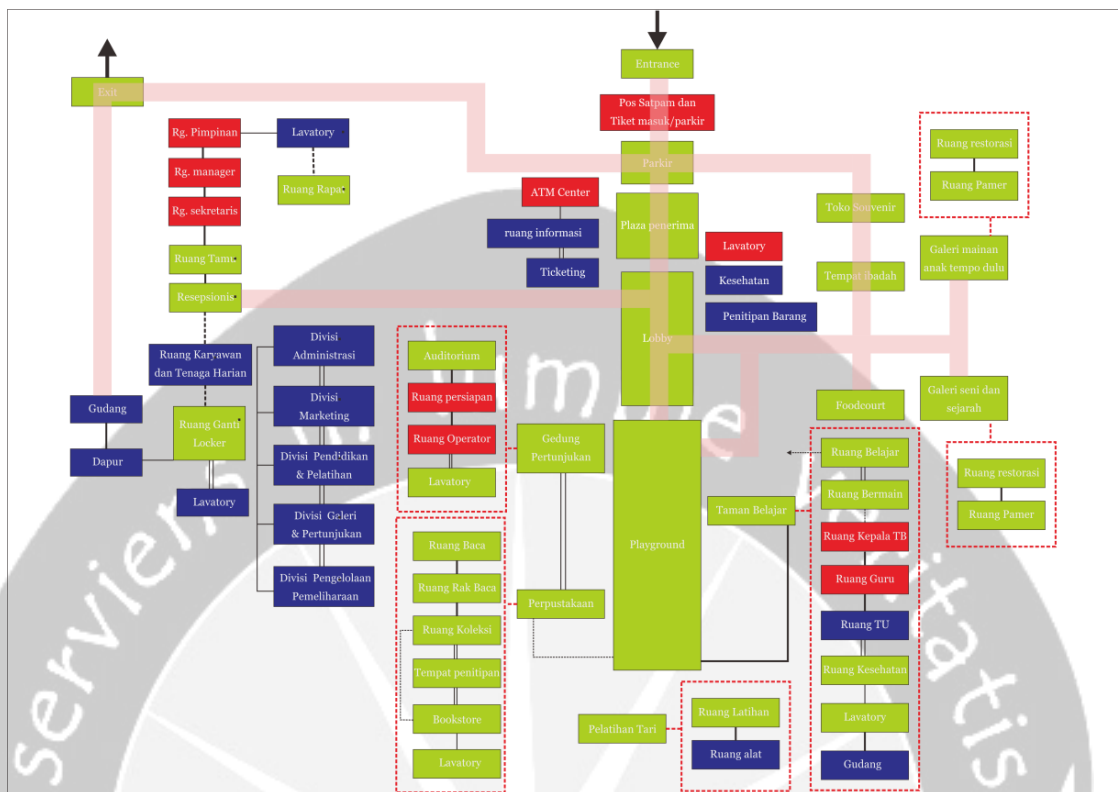 Entrance
Exit
Pos Satpam dan
Tiket masuk/parkir
Parkir
Plaza penerima
Lobby
Playground
Rg. Pimpinan
Lavatory
Rg. manager
Ruang Rapat
Rg. sekretaris
Ruang Tamu
Resepsionis
Ruang Karyawan
dan Tenaga Harian
Gudang
Dapur
Ruang Ganti
Locker
Lavatory
Divisi
Administrasi
Divisi
Marketing
Divisi Pendidikan
& Pelatihan
Divisi Galeri
& Pertunjukan
Divisi Pengelolaan
Pemeliharaan
ATM Center
ruang informasi
Ticketing
Lavatory
Kesehatan
Penitipan Barang
Toko Souvenir
Tempat ibadah
Foodcourt
Ruang restorasi
Ruang Pamer
Galeri mainan
anak tempo dulu
Galeri seni dan
sejarah
Ruang restorasi
Ruang Pamer
Auditorium
Ruang persiapan
Ruang Operator
Lavatory
Gedung
Pertunjukan
Ruang Baca
Ruang Rak Baca
Ruang Koleksi
Tempat penitipan
Bookstore
Lavatory
Perpustakaan
Taman Belajar
Ruang Belajar
Ruang Bermain
Ruang Kepala TB
Ruang Guru
Ruang TU
Ruang Kesehatan
Lavatory
Gudang
Pelatihan Tari
Ruang Latihan
Ruang alat
serviens in lumine veritatis